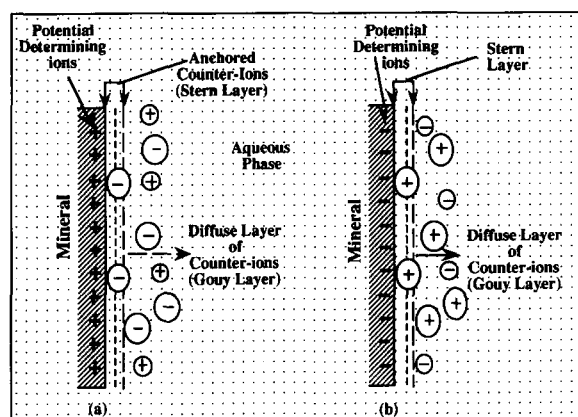 Potential
Determining
ions
Anchored
Counter-Ions
(Stern Layer)
Aqueous
Phase
Mineral
Diffuse Layer
of
Counter-ions
(Gouy Layer)
(a)
Potential
Determining
ions
Stern
Layer
Mineral
Diffuse Layer
of
Counter-ions
(Gouy Layer)
(b)